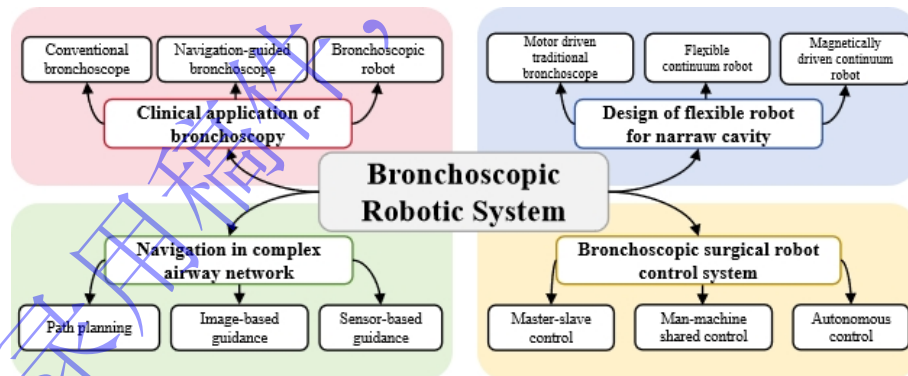 Conventional
bronchoscope
Navigation-guided
bronchoscope
Bronchoscopic
robot
Clinical application of
bronchoscopy
Motor driven
traditional bronchoscope
Flexible
continuum robot
Magnetically
driven continuum
robot
Design of flexible robot
for narraw cavity
Bronchoscopic
Robotic System
Navigation in complex
airway network
Path planning
Image-based
guidance
Sensor-based
guidance
Bronchoscopic surgical robot
control system
Master-slave
control
Man-machine
shared control
Autonomous
control
用稿件,